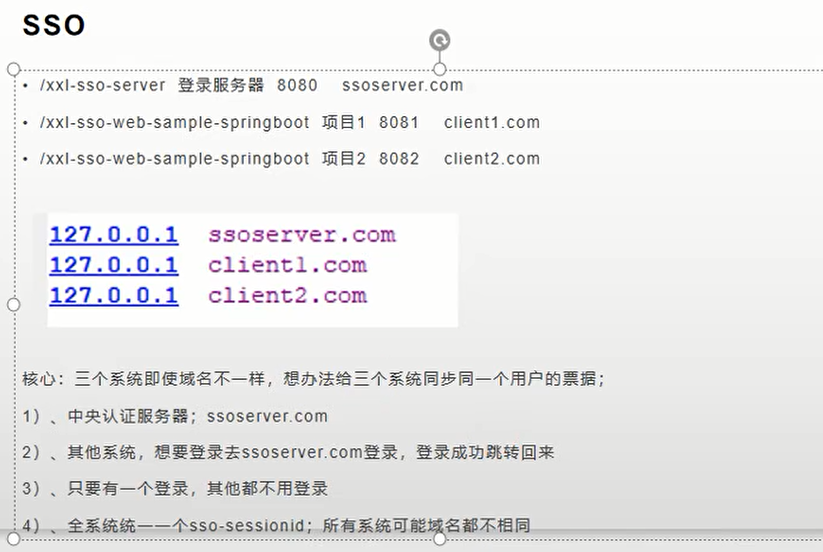 SSO
• /xxl-sso-server 登录服务器 8080 ssoserver.com
• /xxl-sso-web-sample-springboot 项目1 8081 client1.com
• /xxl-sso-web-sample-springboot 项目2 8082 client2.com
127.0.0.1 ssoserver.com
127.0.0.1 client1.com
127.0.0.1 client2.com
核心：三个系统即使域名不一样，想办法给三个系统同步同一个用户的票据；
1）、中央认证服务器；ssoserver.com
2）、其他系统，想要登录去ssoserver.com登录，登录成功跳转回来
3）、只要有一个登录，其他都不用登录
4）、全系统统一一个sso-sessionid；所有系统可能域名都不相同